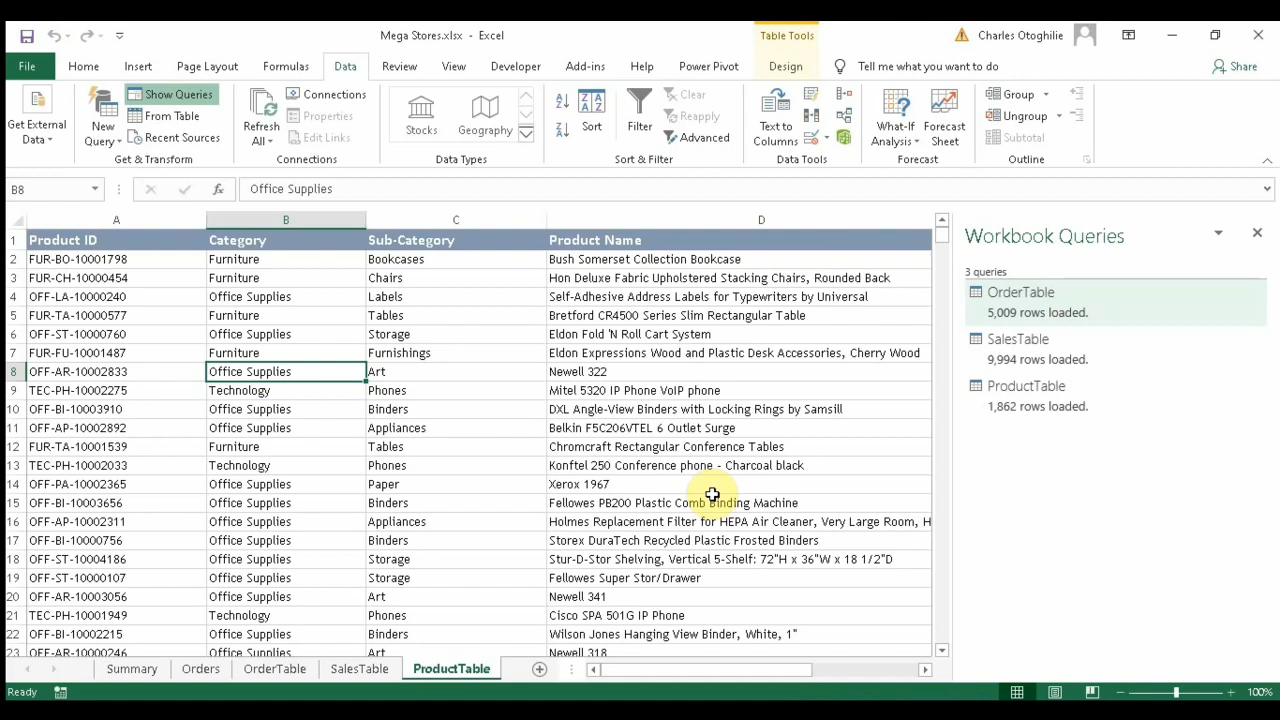 Mega Stores.xlsx - Excel
Table Tools
Charles Otoghilie
File Home Insert Page Layout Formulas Data Review View Developer Add-ins Help Power Pivot Design Tell me what you want to do Share
Get External Data
New Query
Show Queries
From Table
Recent Sources
Get & Transform
Refresh All
Connections
Properties
Edit Links
Connections
Stocks
Geography
Data Types
Sort
Filter
Clear
Reapply
Advanced
Sort & Filter
Text to Columns
Data Tools
What-If Analysis
Forecast Sheet
Forecast
Group
Ungroup
Subtotal
Outline
B8 fx Office Supplies
A B C D
1 Product ID Category Sub-Category Product Name
2 FUR-BO-10001798 Furniture Bookcases Bush Somerset Collection Bookcase
3 FUR-CH-10000454 Furniture Chairs Hon Deluxe Fabric Upholstered Stacking Chairs, Rounded Back
4 OFF-LA-10000240 Office Supplies Labels Self-Adhesive Address Labels for Typewriters by Universal
5 FUR-TA-10000577 Furniture Tables Bretford CR4500 Series Slim Rectangular Table
6 OFF-ST-10000760 Office Supplies Storage Eldon Fold 'N Roll Cart System
7 FUR-FU-10001487 Furniture Furnishings Eldon Expressions Wood and Plastic Desk Accessories, Cherry Wood
8 OFF-AR-10002833 Office Supplies Art Newell 322
9 TEC-PH-10002275 Technology Phones Mitel 5320 IP Phone VoIP phone
10 OFF-BI-10003910 Office Supplies Binders DXL Angle-View Binders with Locking Rings by Samsill
11 OFF-AP-10002892 Office Supplies Appliances Belkin F5C206VTEL 6 Outlet Surge
12 FUR-TA-10001539 Furniture Tables Chromcraft Rectangular Conference Tables
13 TEC-PH-10002033 Technology Phones Konftel 250 Conference phone - Charcoal black
14 OFF-PA-10002365 Office Supplies Paper Xerox 1967
15 OFF-BI-10003656 Office Supplies Binders Fellowes PB200 Plastic Comb Binding Machine
16 OFF-AP-10002311 Office Supplies Appliances Holmes Replacement Filter for HEPA Air Cleaner, Very Large Room, H
17 OFF-BI-10000756 Office Supplies Binders Storex DuraTech Recycled Plastic Frosted Binders
18 OFF-ST-10004186 Office Supplies Storage Stur-D-Stor Shelving, Vertical 5-Shelf: 72"H x 36"W x 18 1/2"D
19 OFF-ST-10000107 Office Supplies Storage Fellowes Super Stor/Drawer
20 OFF-AR-10003056 Office Supplies Art Newell 341
21 TEC-PH-10001949 Technology Phones Cisco SPA 501G IP Phone
22 OFF-BI-10002215 Office Supplies Binders Wilson Jones Hanging View Binder, White, 1"
23 OFF-AR-10000246 Office Supplies Art Newell 318
Workbook Queries
3 queries
OrderTable
5,009 rows loaded.
SalesTable
9,994 rows loaded.
ProductTable
1,862 rows loaded.
Summary Orders OrderTable SalesTable ProductTable
Ready
100%